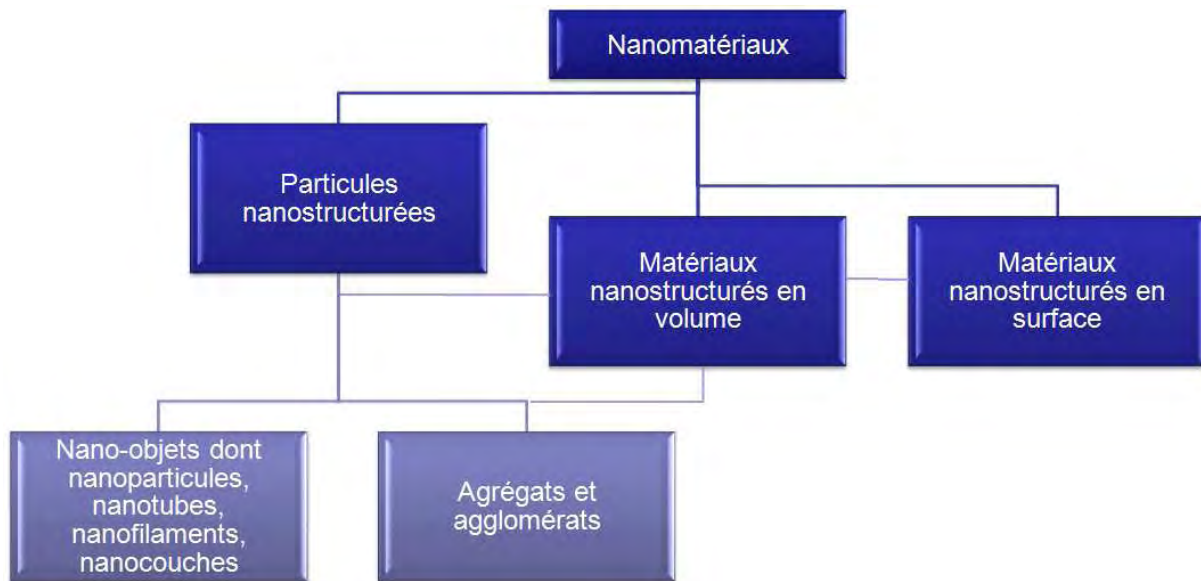 Nanomatériaux
Particules
nanostructurées
Matériaux
nanostructurés en
volume
Matériaux
nanostructurés en
surface
Nano-objets dont
nanoparticules,
nanotubes,
nanofilaments,
nanocouches
Agrégats et
agglomérats